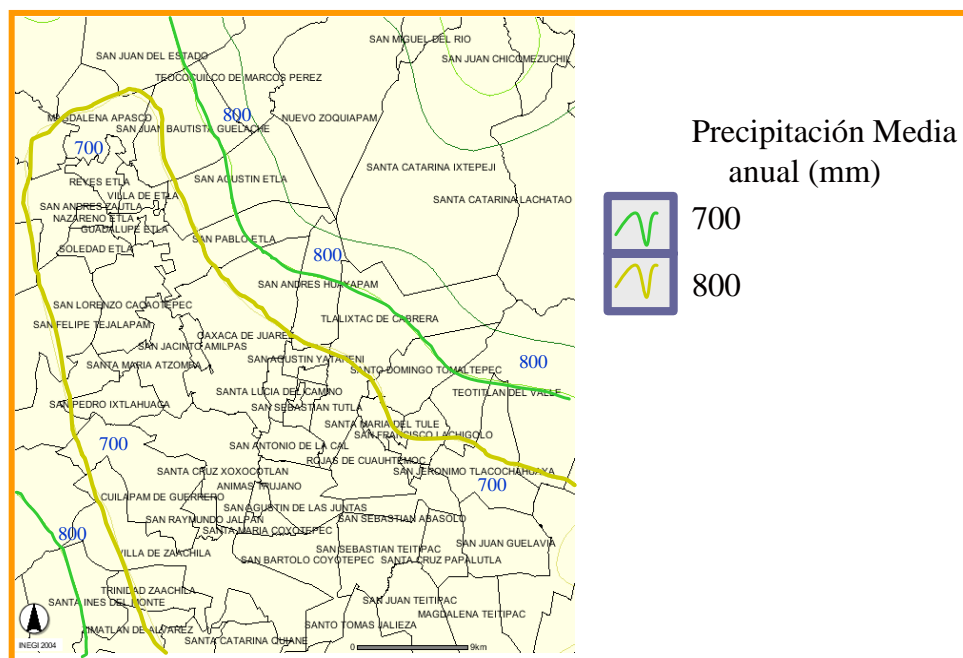 SAN MIGUEL DEL RIO
SAN JUAN DEL ESTADO
SAN JUAN CHICOMEZUCHIL
TEOCOCUILCO DE MARCOS PEREZ
800
MAGDALENA APASCO
NUEVO ZOQUIAPAM
SAN JUAN BAUTISTA GUELACHE
700
SANTA CATARINA IXTEPEJI
REYES ETLA
SAN AGUSTIN ETLA
VILLA DE ETLA
SANTA CATARINA LACHATAO
SAN ANDRES ZAUTLA
NAZARENO ETLA
GUADALUPE ETLA
SAN PABLO ETLA
SOLEDAD ETLA
800
SAN ANDRES HUAYAPAM
SAN LORENZO CACAOTEPEC
TLALIXTAC DE CABRERA
SAN FELIPE TEJALAPAM
OAXACA DE JUAREZ
SAN JACINTO AMILPAS
SAN AGUSTIN YATARENI
800
SANTA MARIA ATZOMPA
SANTO DOMINGO TOMALTEPEC
SANTA LUCIA DEL CAMINO
TEOTITLAN DEL VALLE
SAN PEDRO IXTLAHUACA
SAN SEBASTIAN TUTLA
SANTA MARIA DEL TULE
SAN FRANCISCO LACHIGOLO
700
SAN ANTONIO DE LA CAL
ROJAS DE CUAUHTEMOC
SANTA CRUZ XOXOCOTLAN
SAN JERONIMO TLACOCHAHUAYA
ANIMAS TRUJANO
700
CUILAPAM DE GUERRERO
SAN AGUSTIN DE LAS JUNTAS
SAN RAYMUNDO JALPAN
SAN SEBASTIAN ABASOLO
SANTA MARIA COYOTEPEC
800
SAN JUAN GUELAVIA
VILLA DE ZAACHILA
SAN SEBASTIAN TEITIPAC
SAN BARTOLO COYOTEPEC
SANTA CRUZ PAPALUTLA
TRINIDAD ZAACHILA
SANTA INES DEL MONTE
SAN JUAN TEITIPAC
MAGDALENA TEITIPAC
SANTO TOMAS JALIEZA
ZIMATLAN DE ALVAREZ
SANTA CATARINA QUIANE
INEGI 2004
0 9km
Precipitación Media
anual (mm)
700
800